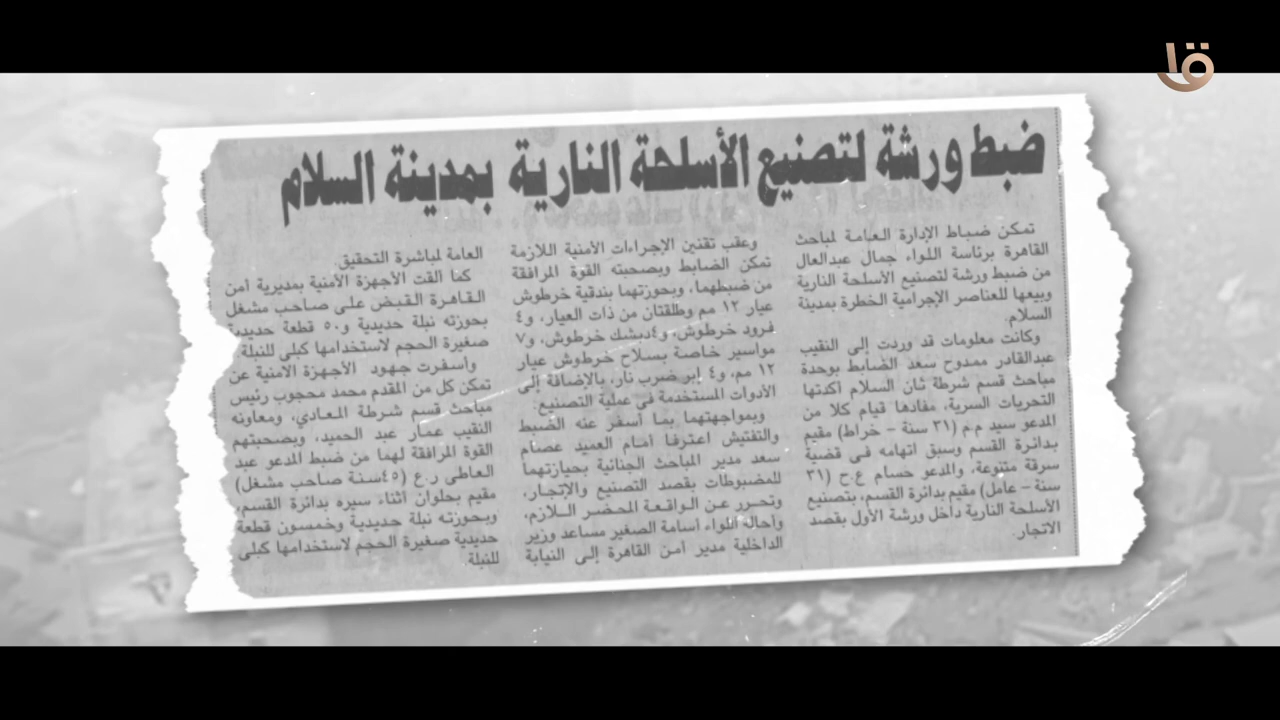 ضبط ورشة لتصنيع الأسلحة النارية بمدينة السلام
تمكن ضباط الإدارة العامة لمباحث
القاهرة برئاسة اللواء جمال عبدالعال
من ضبط ورشة لتصنيع الأسلحة النارية
وبيعها للعناصر الإجرامية الخطرة بمدينة
السلام.
وكانت معلومات قد وردت إلى النقيب
عبدالقادر ممدوح سعد الضابط بوحدة
مباحث قسم شرطة ثان السلام أكدتها
التحريات السرية، مفادها قيام كلا من
المدعو سيد م.م (٣١ سنة - خراط) مقيم
بدائرة القسم وسبق اتهامه فى قضية
سرقة متنوعة، والمدعو حسام ع.ح (٣١
سنة - عامل) مقيم بدائرة القسم، بتصنيع
الأسلحة النارية داخل ورشة الأول بقصد
الاتجار.
وعقب تقنين الإجراءات الأمنية اللازمة
تمكن الضابط وبصحبته القوة المرافقة
من ضبطهما، وبحوزتهما بندقية خرطوش
عيار ١٢ مم وطلقتان من ذات العيار، و٤
فرود خرطوش، و٤دبشك خرطوش، و٧
مواسير خاصة بسلاح خرطوش عيار
١٢ مم، و٤ إبر ضرب نار، بالإضافة إلى
الأدوات المستخدمة فى عملية التصنيع.
وبمواجهتهما بما أسفر عنه الضبط
والتفتيش اعترفا أمام العميد عصام
سعد مدير المباحث الجنائية بحيازتهما
للمضبوطات بقصد التصنيع والإتجار،
وتحرر عن الواقعة المحضر اللازم،
وأحاله اللواء أسامة الصغير مساعد وزير
الداخلية مدير أمن القاهرة إلى النيابة
العامة لمباشرة التحقيق.
كما ألقت الأجهزة الأمنية بمديرية أمن
القاهرة القبض على صاحب مشغل
بحوزته نبلة حديدية و٥٠ قطعة حديدية
صغيرة الحجم لاستخدامها كبلى للنبلة.
وأسفرت جهود الأجهزة الأمنية عن
تمكن كل من المقدم محمد محجوب رئيس
مباحث قسم شرطة المعادي، ومعاونه
النقيب عمار عبد الحميد، وبصحبتهم
القوة المرافقة لهما من ضبط المدعو عبد
العاطى ر.ع (٤٥سنة صاحب مشغل)
مقيم بحلوان أثناء سيره بدائرة القسم،
وبحوزته نبلة حديدية وخمسون قطعة
حديدية صغيرة الحجم لاستخدامها كبلى
للنبلة.